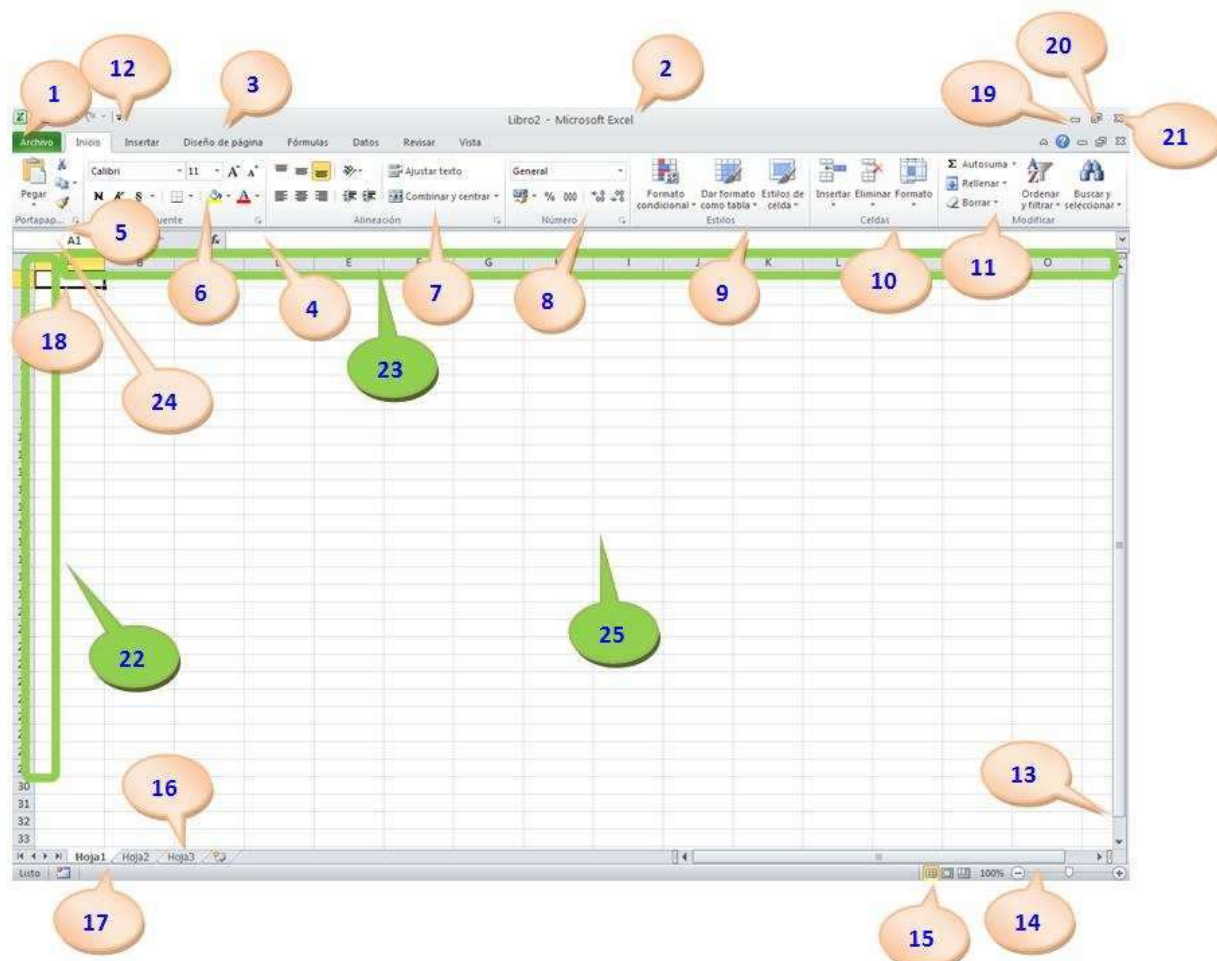 20
12
3
2
1
19
21
Libro2 - Microsoft Excel
Archivo Inicio Insertar Diseño de página Fórmulas Datos Revisar Vista
Calibri 11 A A Ajustar texto General Σ Autosuma
Rellenar
Pegar N K S A Combinar y centrar % 000 Formato condicional Dar formato como tabla Estilos de celda Insertar Eliminar Formato Borrar Ordenar y filtrar Buscar y seleccionar
Portapap... Alineación Número Estilos Celdas Modificar
5
A1 fx
B E G I J K L O
6 4 7 8 9 10 11
18
23
24
25
22
13
16
30
31
32
33
Hoja1 Hoja2 Hoja3
Listo 100%
17
15
14